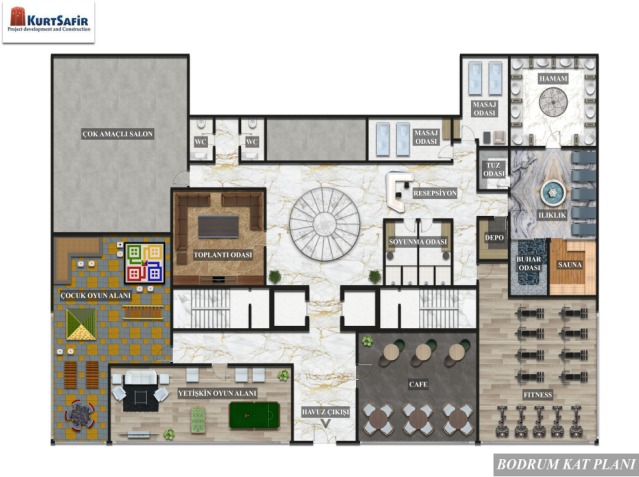 KURTSAFİR
Project development and Construction
ÇOK AMAÇLI SALON
WC
WC
MASAJ
ODASI
MASAJ
ODASI
HAMAM
TUZ
ODASI
RESEPSİYON
ILIKLIK
TOPLANTI ODASI
SOYUNMA ODASI
DEPO
BUHAR
ODASI
SAUNA
ÇOCUK OYUN ALANI
YETİŞKİN OYUN ALANI
HAVUZ ÇIKIŞI
CAFE
FITNESS
BODRUM KAT PLANI